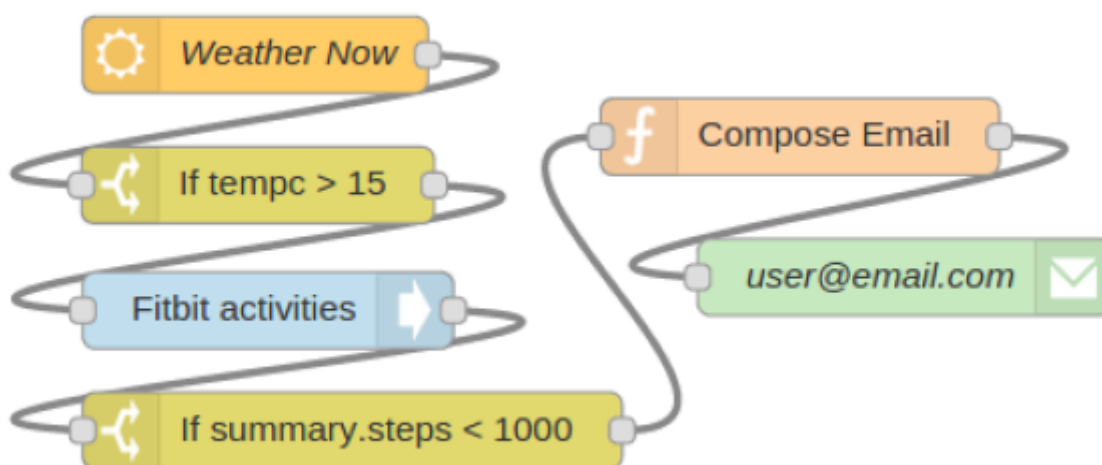 Weather Now
If tempc > 15
Fitbit activities
If summary.steps < 1000
Compose Email
user@email.com